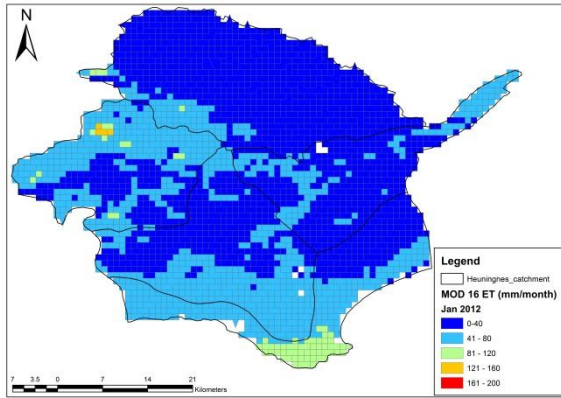 N
Legend
Heuningnes_catchment
MOD 16 ET (mm/month)
Jan 2012
0-40
41 - 80
81 - 120
121 - 160
161 - 200
7 3.5 0 7 14 21
Kilometers